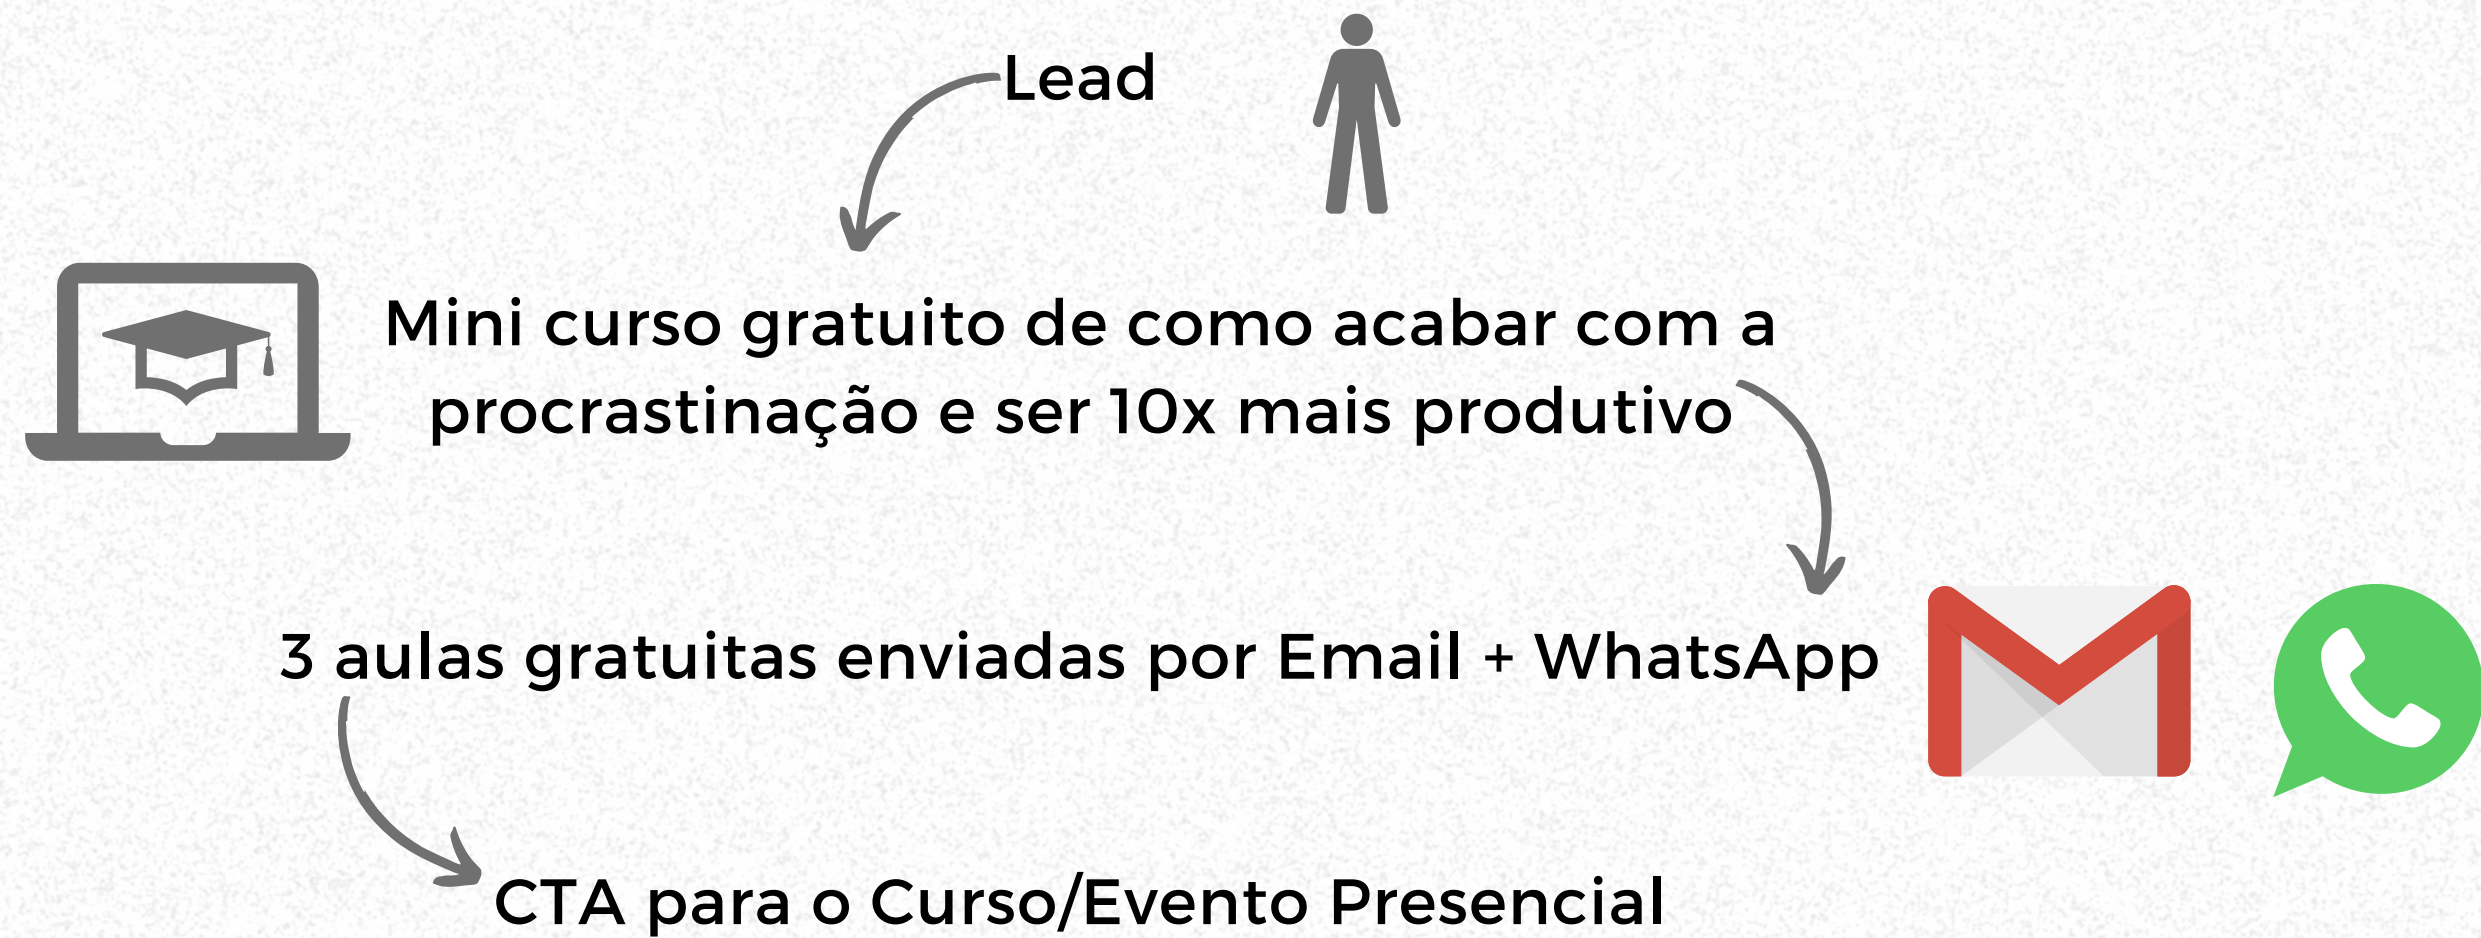 Lead
Mini curso gratuito de como acabar com a
procrastinação e ser 10x mais produtivo
3 aulas gratuitas enviadas por Email + WhatsApp
CTA para o Curso/Evento Presencial